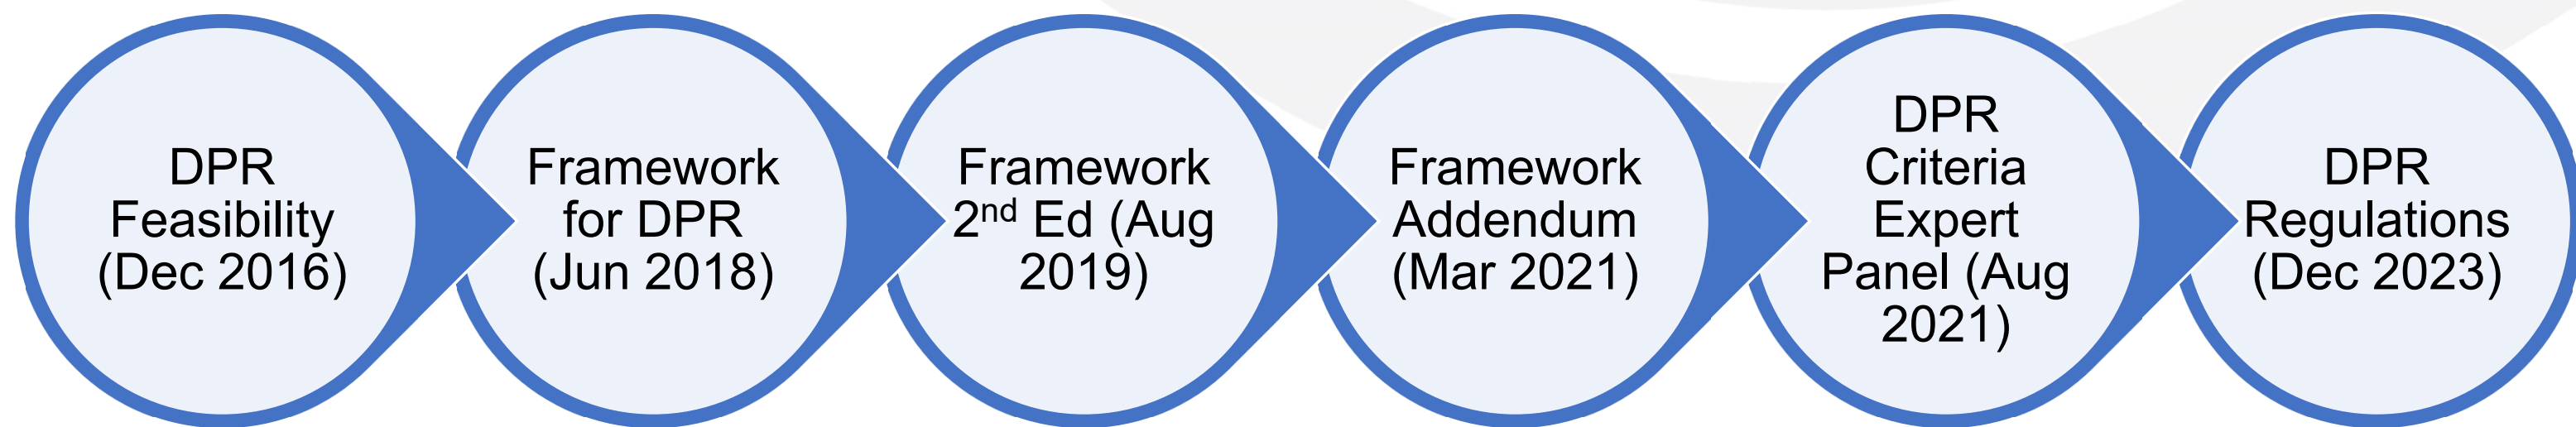 DPR
Feasibility
(Dec 2016)
Framework
for DPR
(Jun 2018)
Framework
2nd Ed (Aug
2019)
Framework
Addendum
(Mar 2021)
DPR
Criteria
Expert
Panel (Aug
2021)
DPR
Regulations
(Dec 2023)